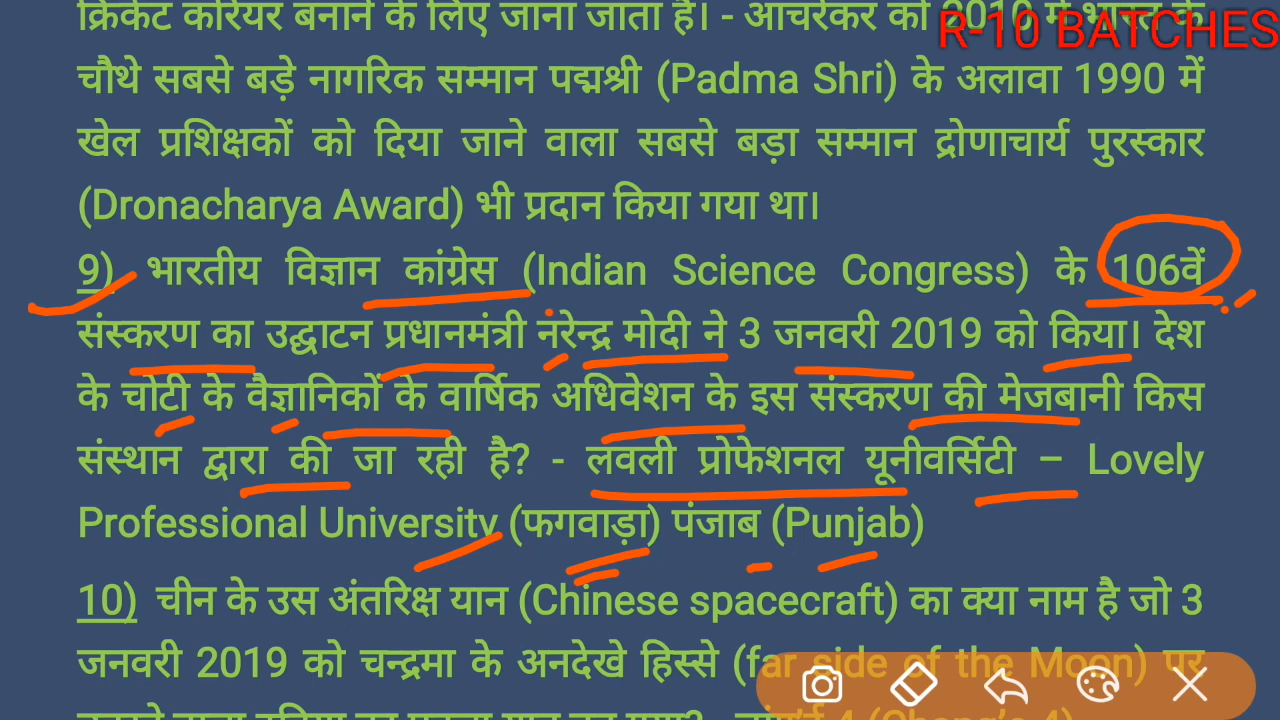 क्रिकेट करियर बनाने के लिए जाना जाता है। - आचरेकर को 2010 में भारत के
R-10 BATCHES
चौथे सबसे बड़े नागरिक सम्मान पद्मश्री (Padma Shri) के अलावा 1990 में
खेल प्रशिक्षकों को दिया जाने वाला सबसे बड़ा सम्मान द्रोणाचार्य पुरस्कार
(Dronacharya Award) भी प्रदान किया गया था।
9) भारतीय विज्ञान कांग्रेस (Indian Science Congress) के 106वें
संस्करण का उद्घाटन प्रधानमंत्री नरेन्द्र मोदी ने 3 जनवरी 2019 को किया। देश
के चोटी के वैज्ञानिकों के वार्षिक अधिवेशन के इस संस्करण की मेजबानी किस
संस्थान द्वारा की जा रही है? - लवली प्रोफेशनल यूनीवर्सिटी – Lovely
Professional University (फगवाड़ा) पंजाब (Punjab)
10) चीन के उस अंतरिक्ष यान (Chinese spacecraft) का क्या नाम है जो 3
जनवरी 2019 को चन्द्रमा के अनदेखे हिस्से (far side of the Moon) पर